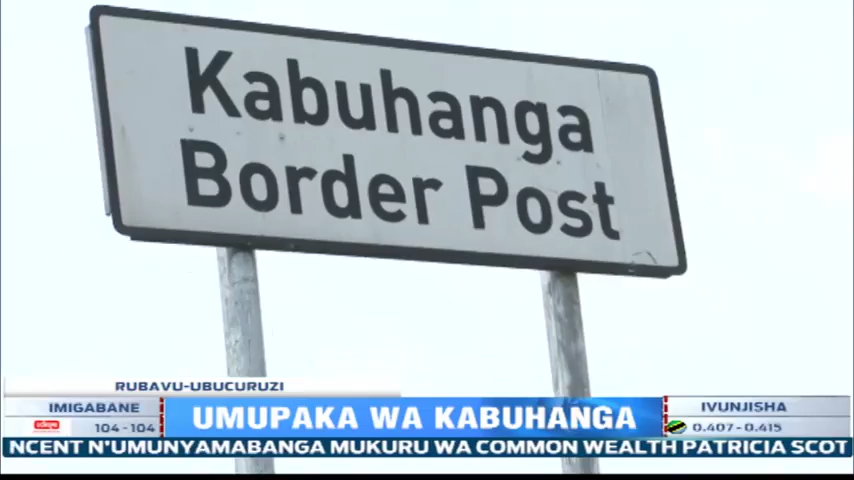 Kabuhanga
Border Post
RUBAVU-UBUCURUZI
IMIGABANE
104-104
UMUPAKA WA KABUHANGA
IVUNJISHA
0.407-0.415
NCENT N'UMUNYAMABANGA MUKURU WA COMMON WEALTH PATRICIA SCOT